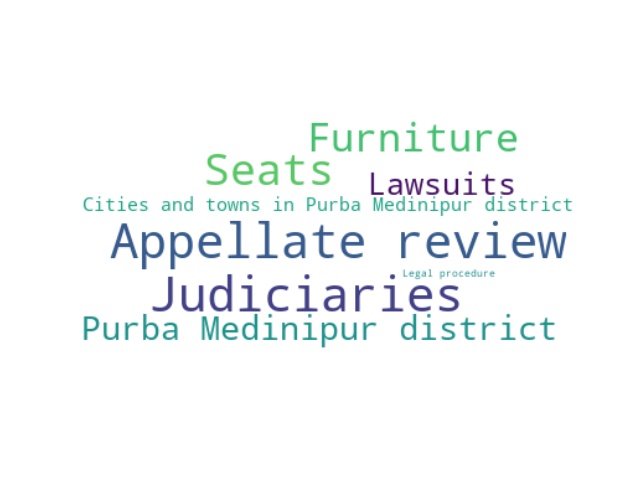 Furniture
Seats
Lawsuits
Cities and towns in Purba Medinipur district
Appellate review
Legal procedure
Judiciaries
Purba Medinipur district